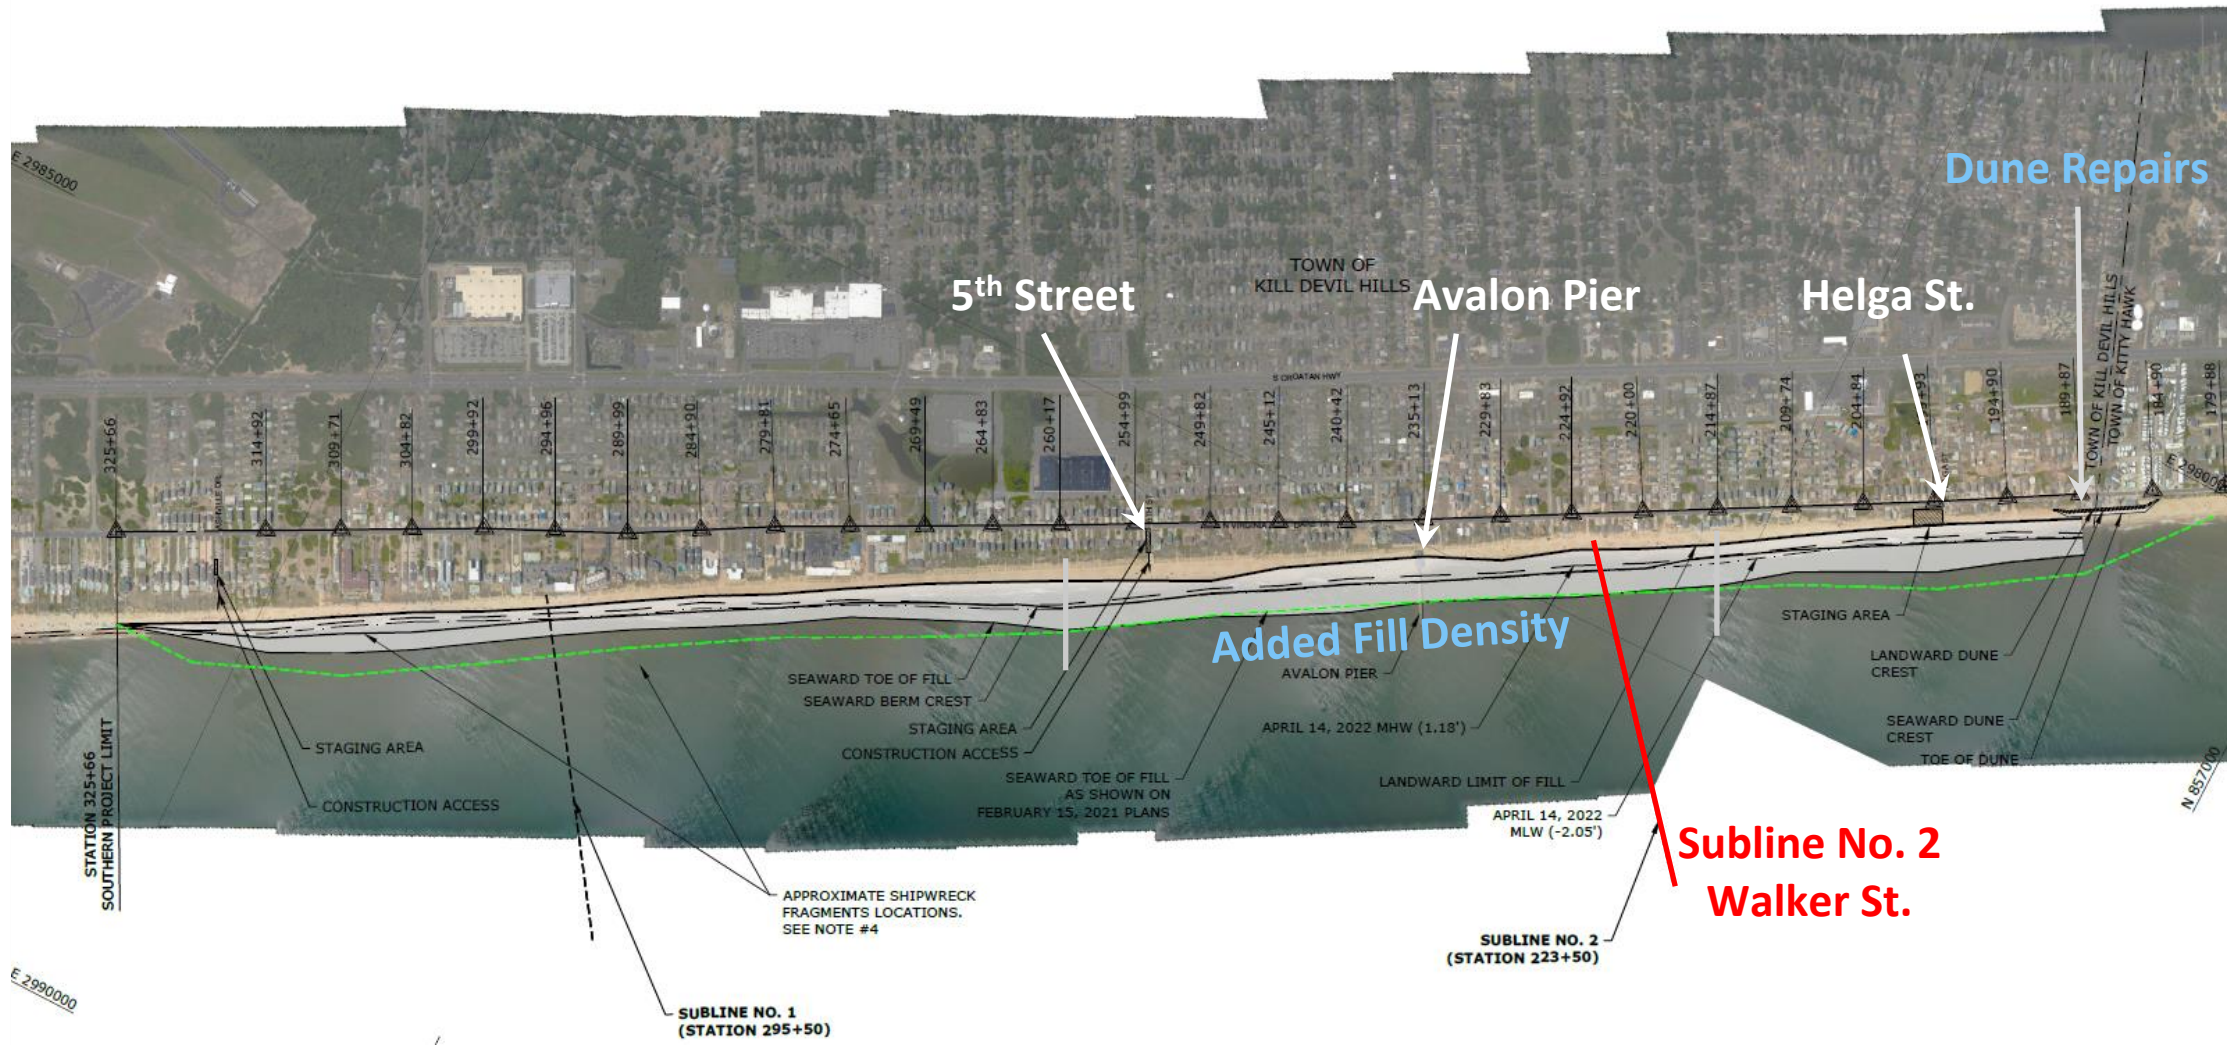 E 2985000
Dune Repairs
TOWN OF
KILL DEVIL HILLS
5th Street
Avalon Pier
Helga St.
TOWN OF KILL DEVIL HILLS
TOWN OF KITTY HAWK
S CROATAN HWY
325+66
314+92
309+71
304+82
299+92
294+96
289+99
284+90
279+81
274+65
269+49
264+83
260+17
254+99
249+82
245+12
240+42
235+13
229+83
224+92
220+00
214+87
209+74
204+84
194+90
189+87
184+90
179+88
E 2980000
N VIRGINIA DARE
Added Fill Density
STAGING AREA
CONSTRUCTION ACCESS
STATION 325+66
SOUTHERN PROJECT LIMIT
SEAWARD TOE OF FILL
SEAWARD BERM CREST
STAGING AREA
CONSTRUCTION ACCESS
SEAWARD TOE OF FILL
AS SHOWN ON
FEBRUARY 15, 2021 PLANS
AVALON PIER
APRIL 14, 2022 MHW (1.18')
LANDWARD LIMIT OF FILL
APRIL 14, 2022
MLW (-2.05')
STAGING AREA
LANDWARD DUNE
CREST
SEAWARD DUNE
CREST
TOE OF DUNE
N 857000
APPROXIMATE SHIPWRECK
FRAGMENTS LOCATIONS.
SEE NOTE #4
Subline No. 2
Walker St.
SUBLINE NO. 2
(STATION 223+50)
E 2990000
SUBLINE NO. 1
(STATION 295+50)